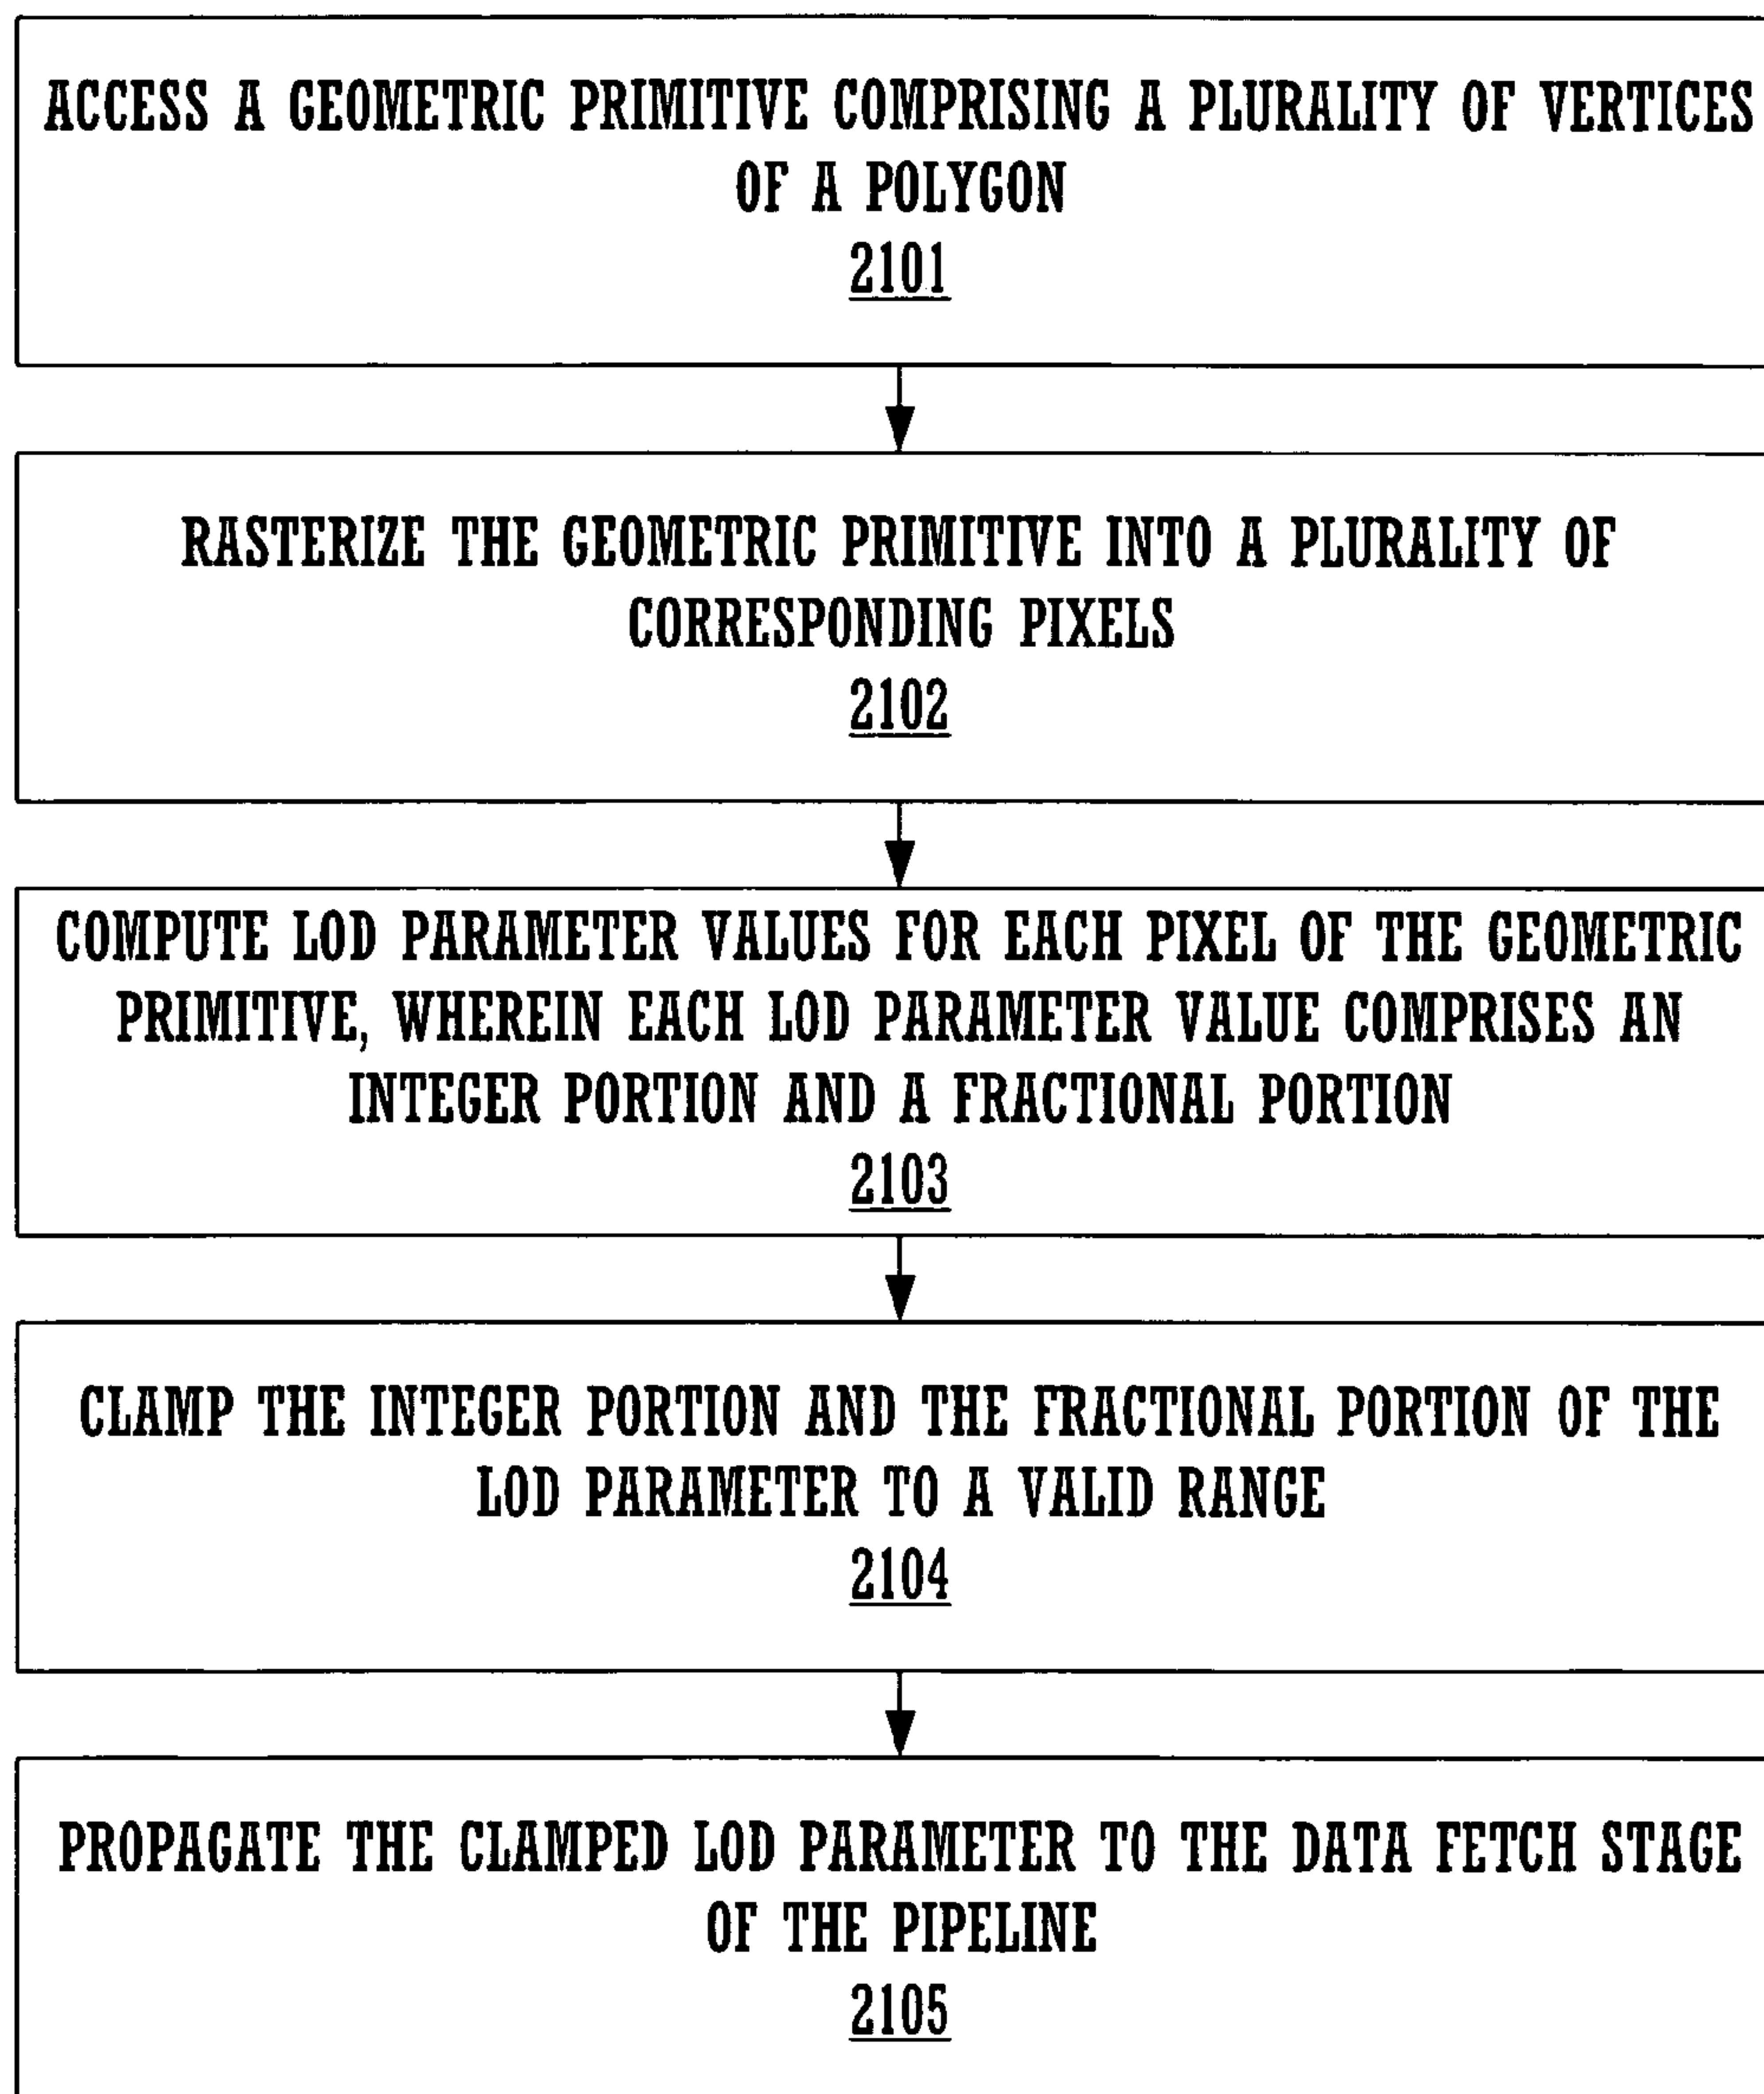 ACCESS A GEOMETRIC PRIMITIVE COMPRISING A PLURALITY OF VERTICES
OF A POLYGON
2101
RASTERIZE THE GEOMETRIC PRIMITIVE INTO A PLURALITY OF
CORRESPONDING PIXELS
2102
COMPUTE LOD PARAMETER VALUES FOR EACH PIXEL OF THE GEOMETRIC
PRIMITIVE, WHEREIN EACH LOD PARAMETER VALUE COMPRISES AN
INTEGER PORTION AND A FRACTIONAL PORTION
2103
CLAMP THE INTEGER PORTION AND THE FRACTIONAL PORTION OF THE
LOD PARAMETER TO A VALID RANGE
2104
PROPAGATE THE CLAMPED LOD PARAMETER TO THE DATA FETCH STAGE
OF THE PIPELINE
2105